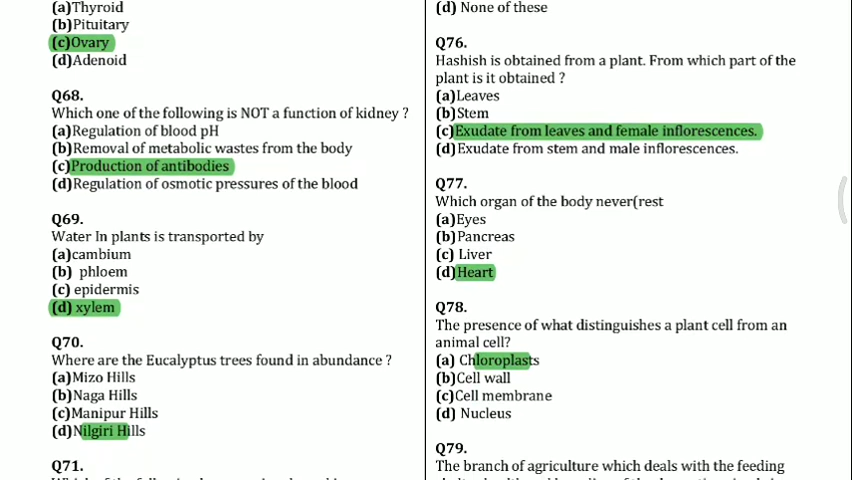 (a)Thyroid
(b)Pituitary
(c)Ovary
(d)Adenoid
Q68.
Which one of the following is NOT a function of kidney ?
(a)Regulation of blood pH
(b)Removal of metabolic wastes from the body
(c)Production of antibodies
(d)Regulation of osmotic pressures of the blood
Q69.
Water In plants is transported by
(a)cambium
(b) phloem
(c) epidermis
(d) xylem
Q70.
Where are the Eucalyptus trees found in abundance ?
(a)Mizo Hills
(b)Naga Hills
(c)Manipur Hills
(d)Nilgiri Hills
Q71.
(d) None of these
Q76.
Hashish is obtained from a plant. From which part of the
plant is it obtained ?
(a)Leaves
(b)Stem
(c)Exudate from leaves and female inflorescences.
(d)Exudate from stem and male inflorescences.
Q77.
Which organ of the body never(rest
(a)Eyes
(b)Pancreas
(c) Liver
(d)Heart
Q78.
The presence of what distinguishes a plant cell from an
animal cell?
(a) Chloroplasts
(b)Cell wall
(c)Cell membrane
(d) Nucleus
Q79.
The branch of agriculture which deals with the feeding